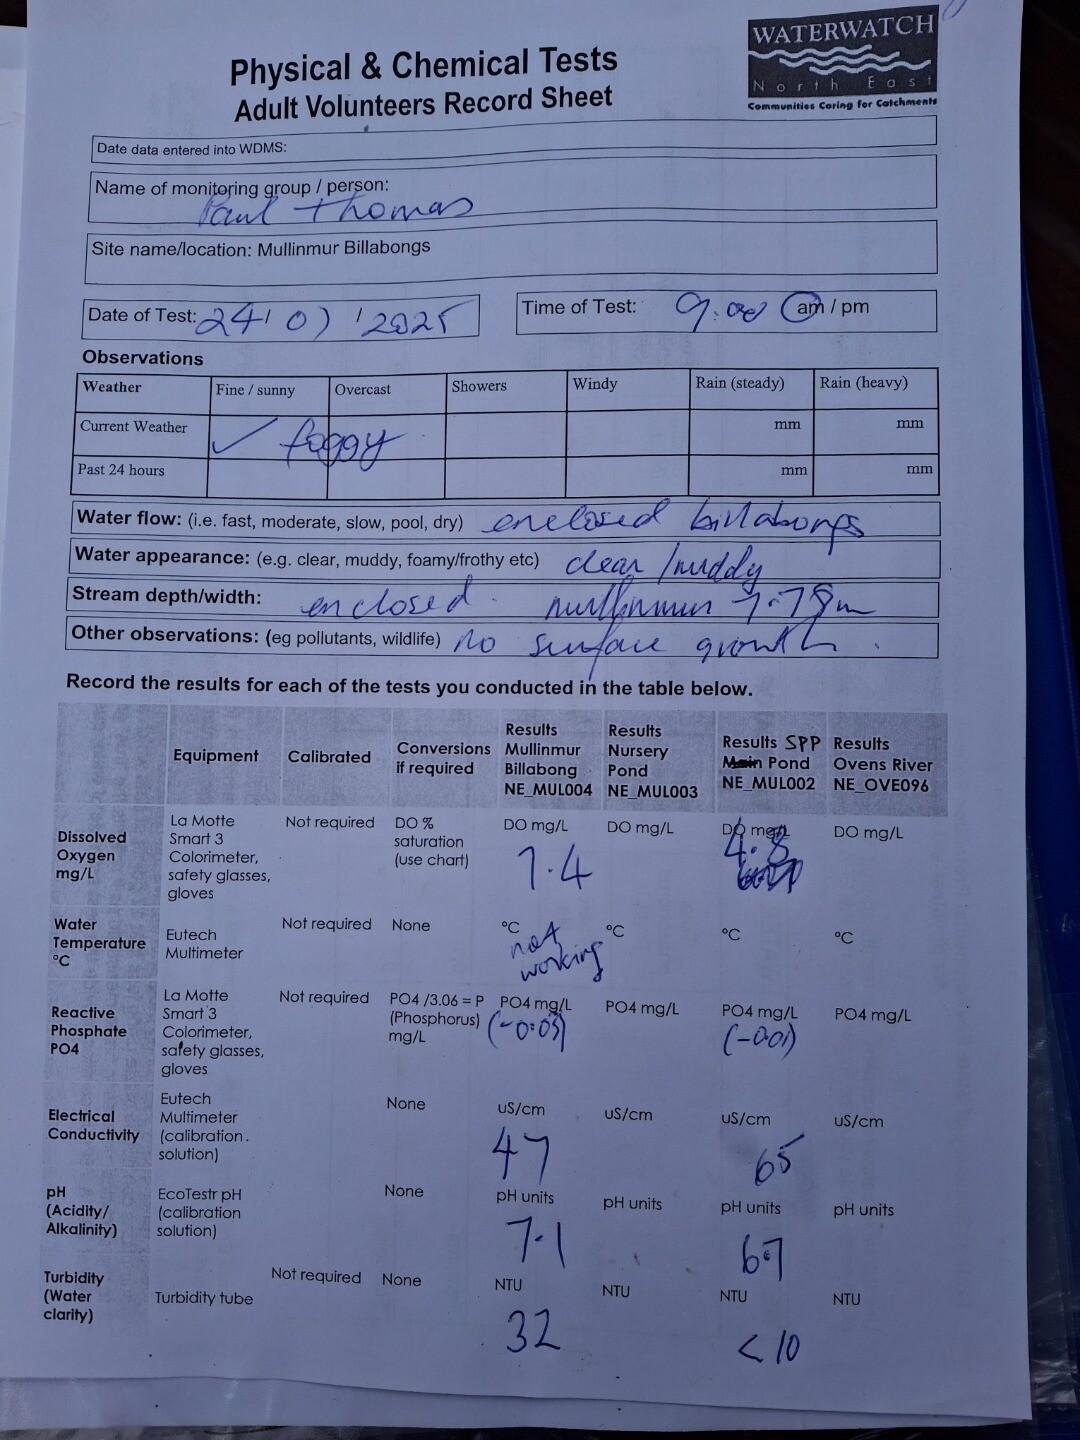 WATERWATCH
North East
Communities Caring for Catchments
Physical & Chemical Tests
Adult Volunteers Record Sheet
Date data entered into WDMS:
Name of monitoring group / person:
Paul Thomas
Site name/location: Mullinmur Billabongs
Date of Test: 24/ 07 / 2025
Time of Test: 9:00 am / pm
Observations
Weather Fine / sunny Overcast Showers Windy Rain (steady) Rain (heavy)
Current Weather ✓ foggy mm mm
Past 24 hours mm mm
Water flow: (i.e. fast, moderate, slow, pool, dry) enclosed billabongs
Water appearance: (e.g. clear, muddy, foamy/frothy etc) clear / muddy
Stream depth/width: enclosed. mullinmur 7.78m
Other observations: (eg pollutants, wildlife) no surface growth.
Record the results for each of the tests you conducted in the table below.
Equipment
Calibrated
Conversions
if required
Results
Mullinmur
Billabong
NE_MUL004
Results
Nursery
Pond
NE_MUL003
Results SPP
Main Pond
NE_MUL002
Results
Ovens River
NE_OVE096
Dissolved
Oxygen
mg/L
La Motte
Smart 3
Colorimeter,
safety glasses,
gloves
Not required
DO %
saturation
(use chart)
DO mg/L
7.4
DO mg/L
DO mg/L
4.8
DO mg/L
Water
Temperature
°C
Eutech
Multimeter
Not required
None
°C
not
working
°C
°C
°C
Reactive
Phosphate
PO4
La Motte
Smart 3
Colorimeter,
safety glasses,
gloves
Not required
PO4 /3.06 = P
(Phosphorus)
mg/L
PO4 mg/L
(-0.05)
PO4 mg/L
PO4 mg/L
(-0.01)
PO4 mg/L
Electrical
Conductivity
Eutech
Multimeter
(calibration
solution)
None
uS/cm
47
uS/cm
uS/cm
65
uS/cm
pH
(Acidity/
Alkalinity)
EcoTestr pH
(calibration
solution)
None
pH units
7.1
pH units
pH units
6.7
pH units
Turbidity
(Water
clarity)
Turbidity tube
Not required
None
NTU
32
NTU
NTU
< 10
NTU